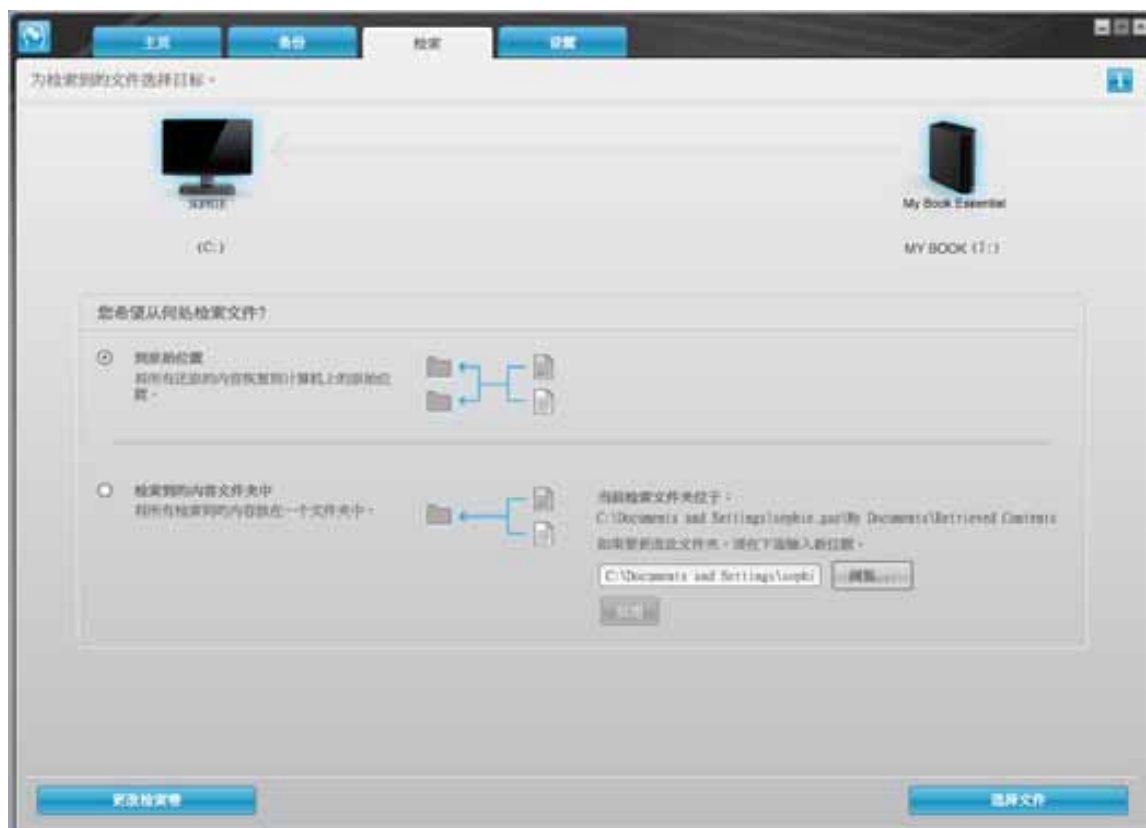 主页 备份 检索 设置
为检索到的文件选择目标。
My Book Essential
(C:)
MY BOOK (I:)
您希望从何处检索文件?
到原始位置
将所有还原的内容恢复到计算机上的原始位
置。
检索到的内容文件夹中
将所有检索到的内容放在一个文件夹中。
当前检索文件夹位于:
C:\Documents and Settings\sophie.pan\My Documents\Retrieved Contents
如果要更改此文件夹,请在下面输入新位置。
C:\Documents and Settings\sophi
浏览
应用
更改检索卷
选择文件